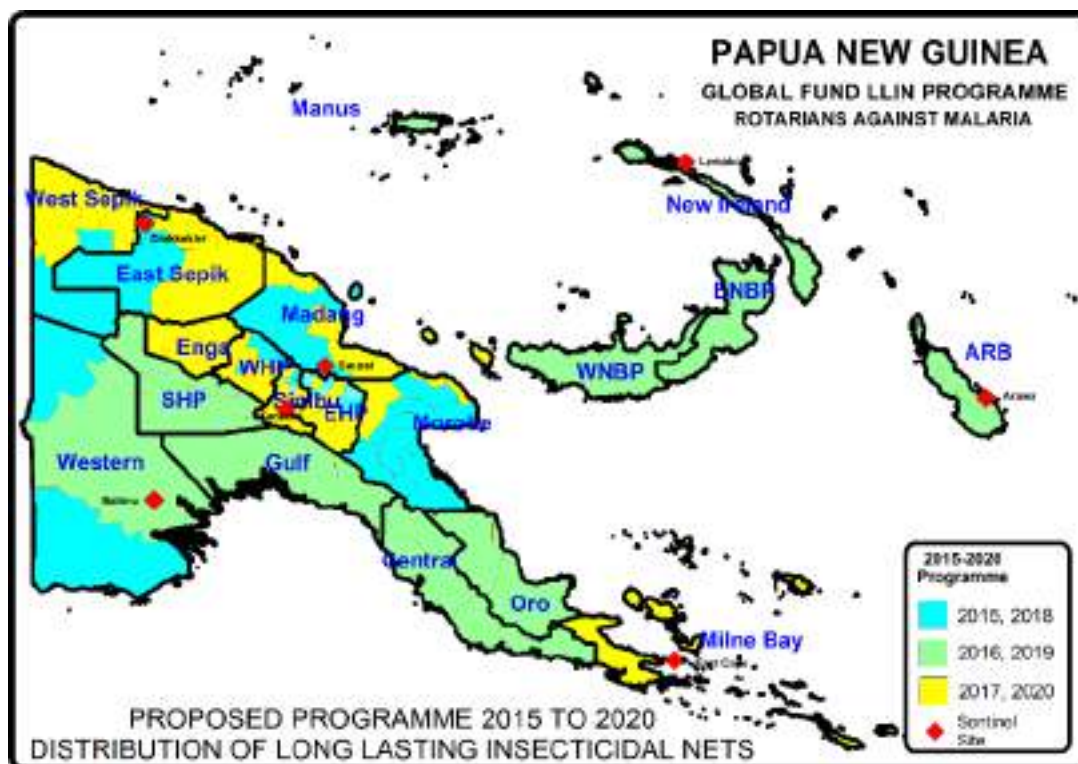 PAPUA NEW GUINEA
GLOBAL FUND LLIN PROGRAMME
ROTARIANS AGAINST MALARIA
Manus
West Sepik
East Sepik
Madang
Enga
WHP
Simbu
EHP
SHP
Morobe
Western
Gulf
Central
Oro
Milne Bay
New Ireland
ENBP
WNBP
ARB
Arawa
2015-2020
Programme
2015, 2018
2016, 2019
2017, 2020
Sentinel
Site
PROPOSED PROGRAMME 2015 TO 2020
DISTRIBUTION OF LONG LASTING INSECTICIDAL NETS